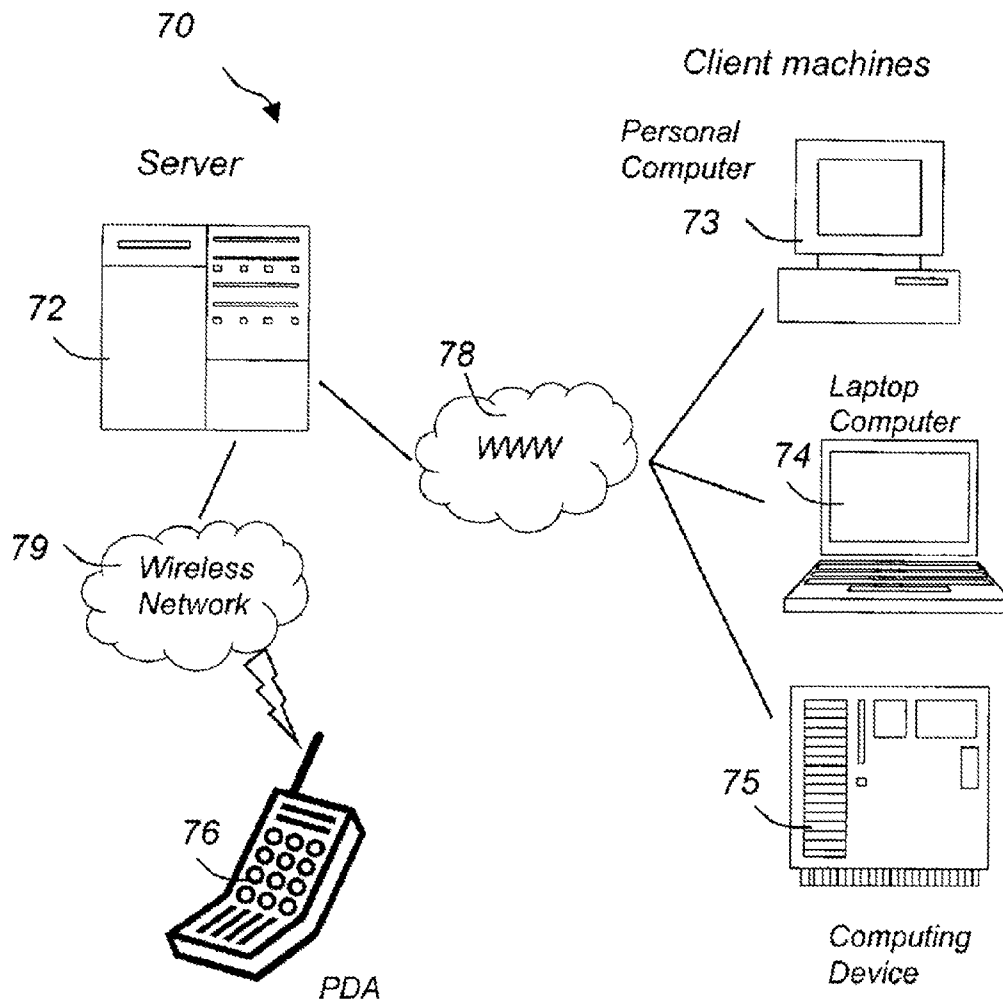 70
Client machines
Server
Personal
Computer
73
72
78
WWW
Laptop
Computer
74
79
Wireless
Network
75
76
PDA
Computing
Device